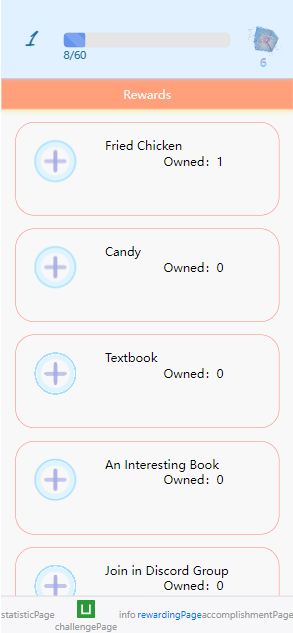 1
8/60
6
Rewards
Fried Chicken
Owned: 1
Candy
Owned: 0
Textbook
Owned: 0
An Interesting Book
Owned: 0
Join in Discord Group
Owned: 0
statisticPage
challengePage
info
rewardingPage
accomplishmentPage